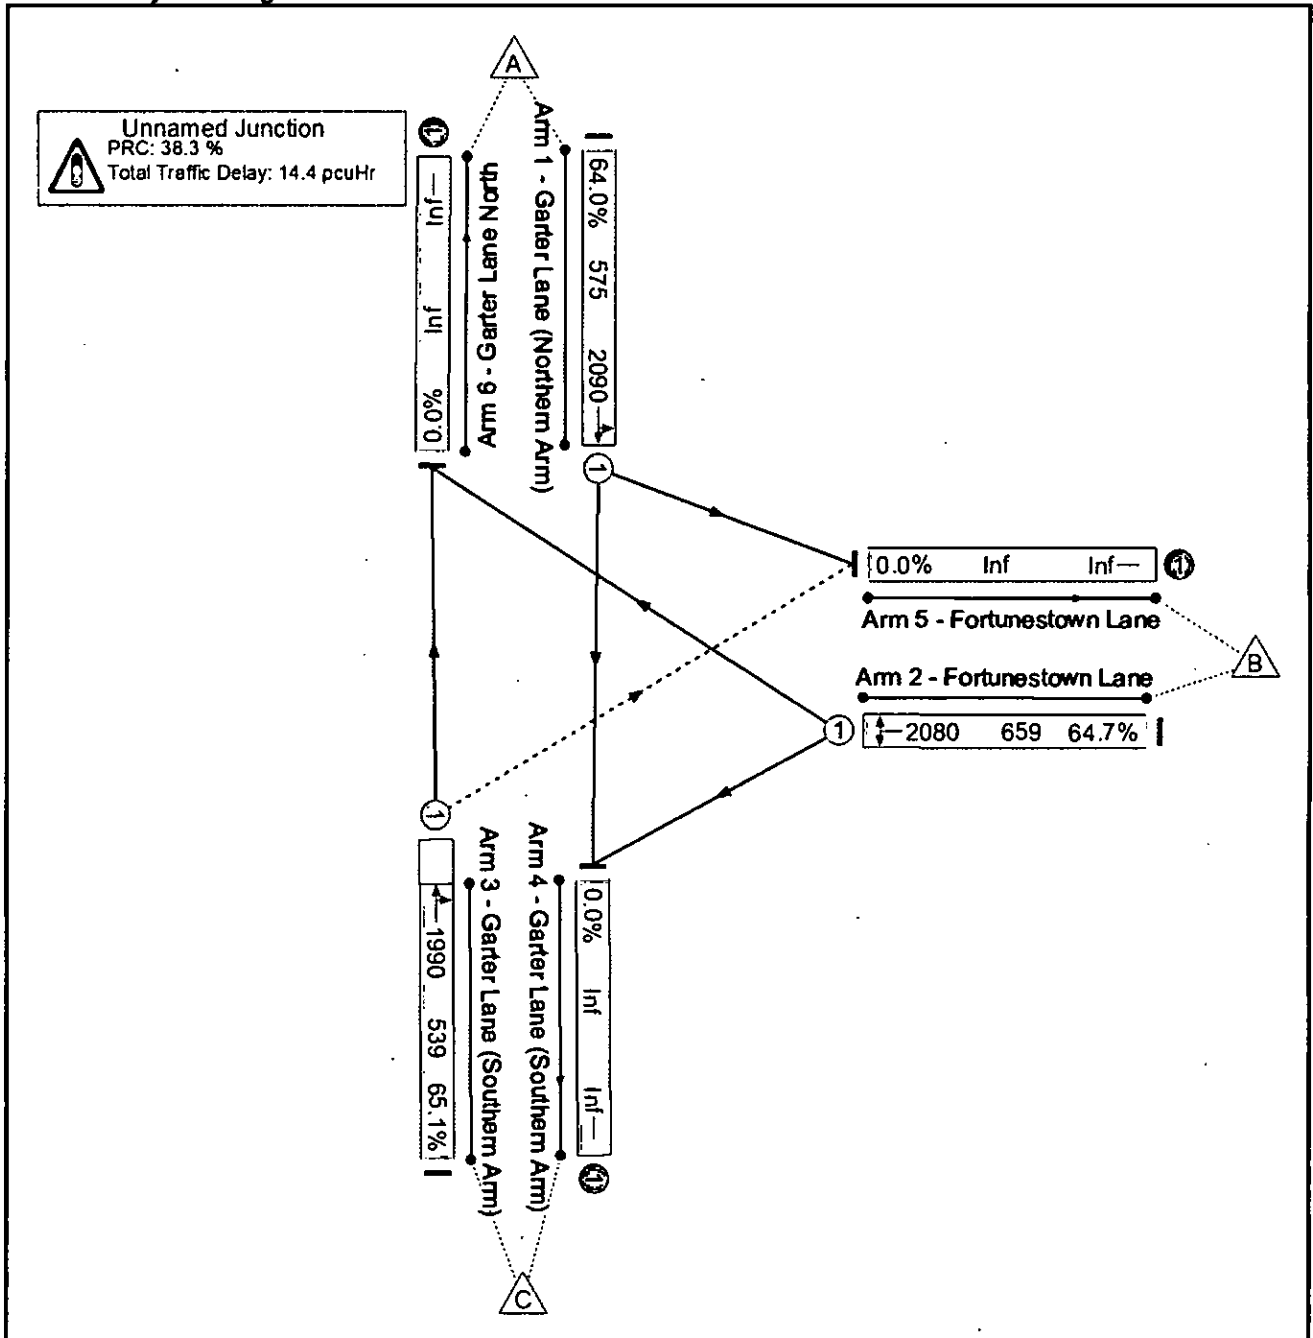 A
Unnamed Junction
PRC: 38.3 %
Total Traffic Delay: 14.4 pcuHr
1
Inf Inf 0.0%
Arm 6 - Garter Lane North
Arm 1 - Garter Lane (Northern Arm)
64.0% 575 2090
1
0.0% Inf Inf
1
Arm 5 - Fortunestown Lane
B
Arm 2 - Fortunestown Lane
1
2080 659 64.7%
1
1990 539 65.1%
Arm 3 - Garter Lane (Southern Arm)
Arm 4 - Garter Lane (Southern Arm)
0.0% Inf Inf
1
C